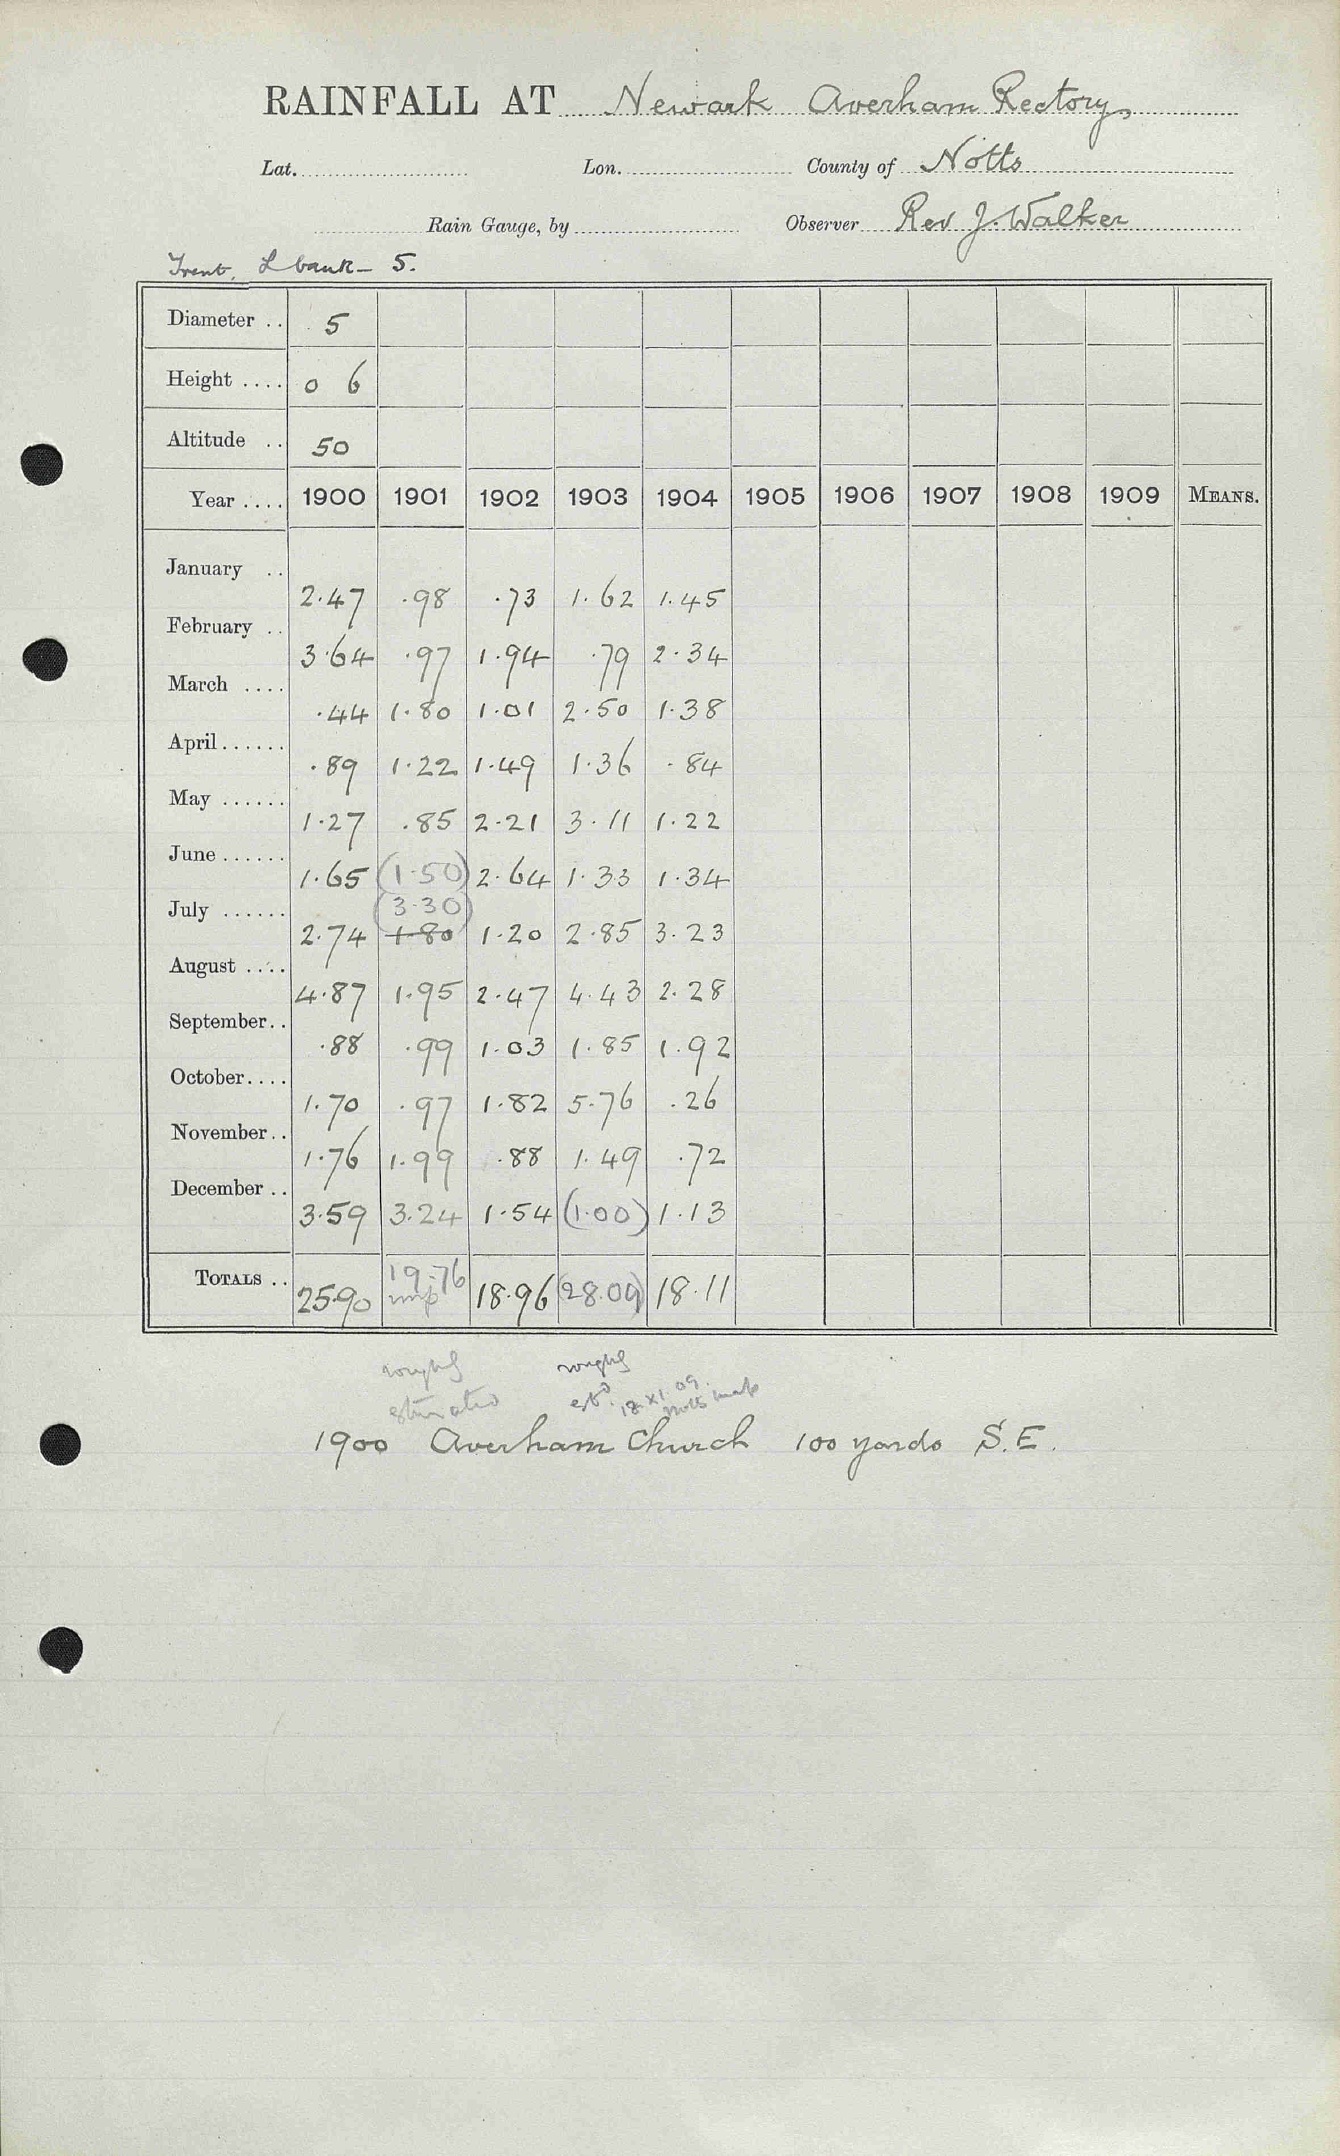 RAINFALL AT Newark Averham Rectory
Lat. Lon. County of Notts
Rain Gauge, by Observer Rev J. Walker
Trent, L bank - 5.
Diameter .. 5
Height .... 0 6
Altitude .. 50
Year .... 1900 1901 1902 1903 1904 1905 1906 1907 1908 1909 MEANS.
January .. 2.47 .98 .73 1.62 1.45
February .. 3.64 .97 1.94 .79 2.34
March .... .44 1.80 1.01 2.50 1.38
April...... .89 1.22 1.49 1.36 .84
May ...... 1.27 .85 2.21 3.11 1.22
June...... 1.65 (1.50) 2.64 1.33 1.34
(3.30)
July ...... 2.74 1.80 1.20 2.85 3.23
August .... 4.87 1.95 2.47 4.43 2.28
September.. .88 .99 1.03 1.85 1.92
October.... 1.70 .97 1.82 5.76 .26
November.. 1.76 1.99 .88 1.49 .72
December .. 3.59 3.24 1.54 (1.00) 1.13
TOTALS .. 25.90 19.76 18.96 (28.09) 18.11
imp
roughly roughly
estimated estd. 18.XI.09. Notts
1900 Averham Church 100 yards S.E.